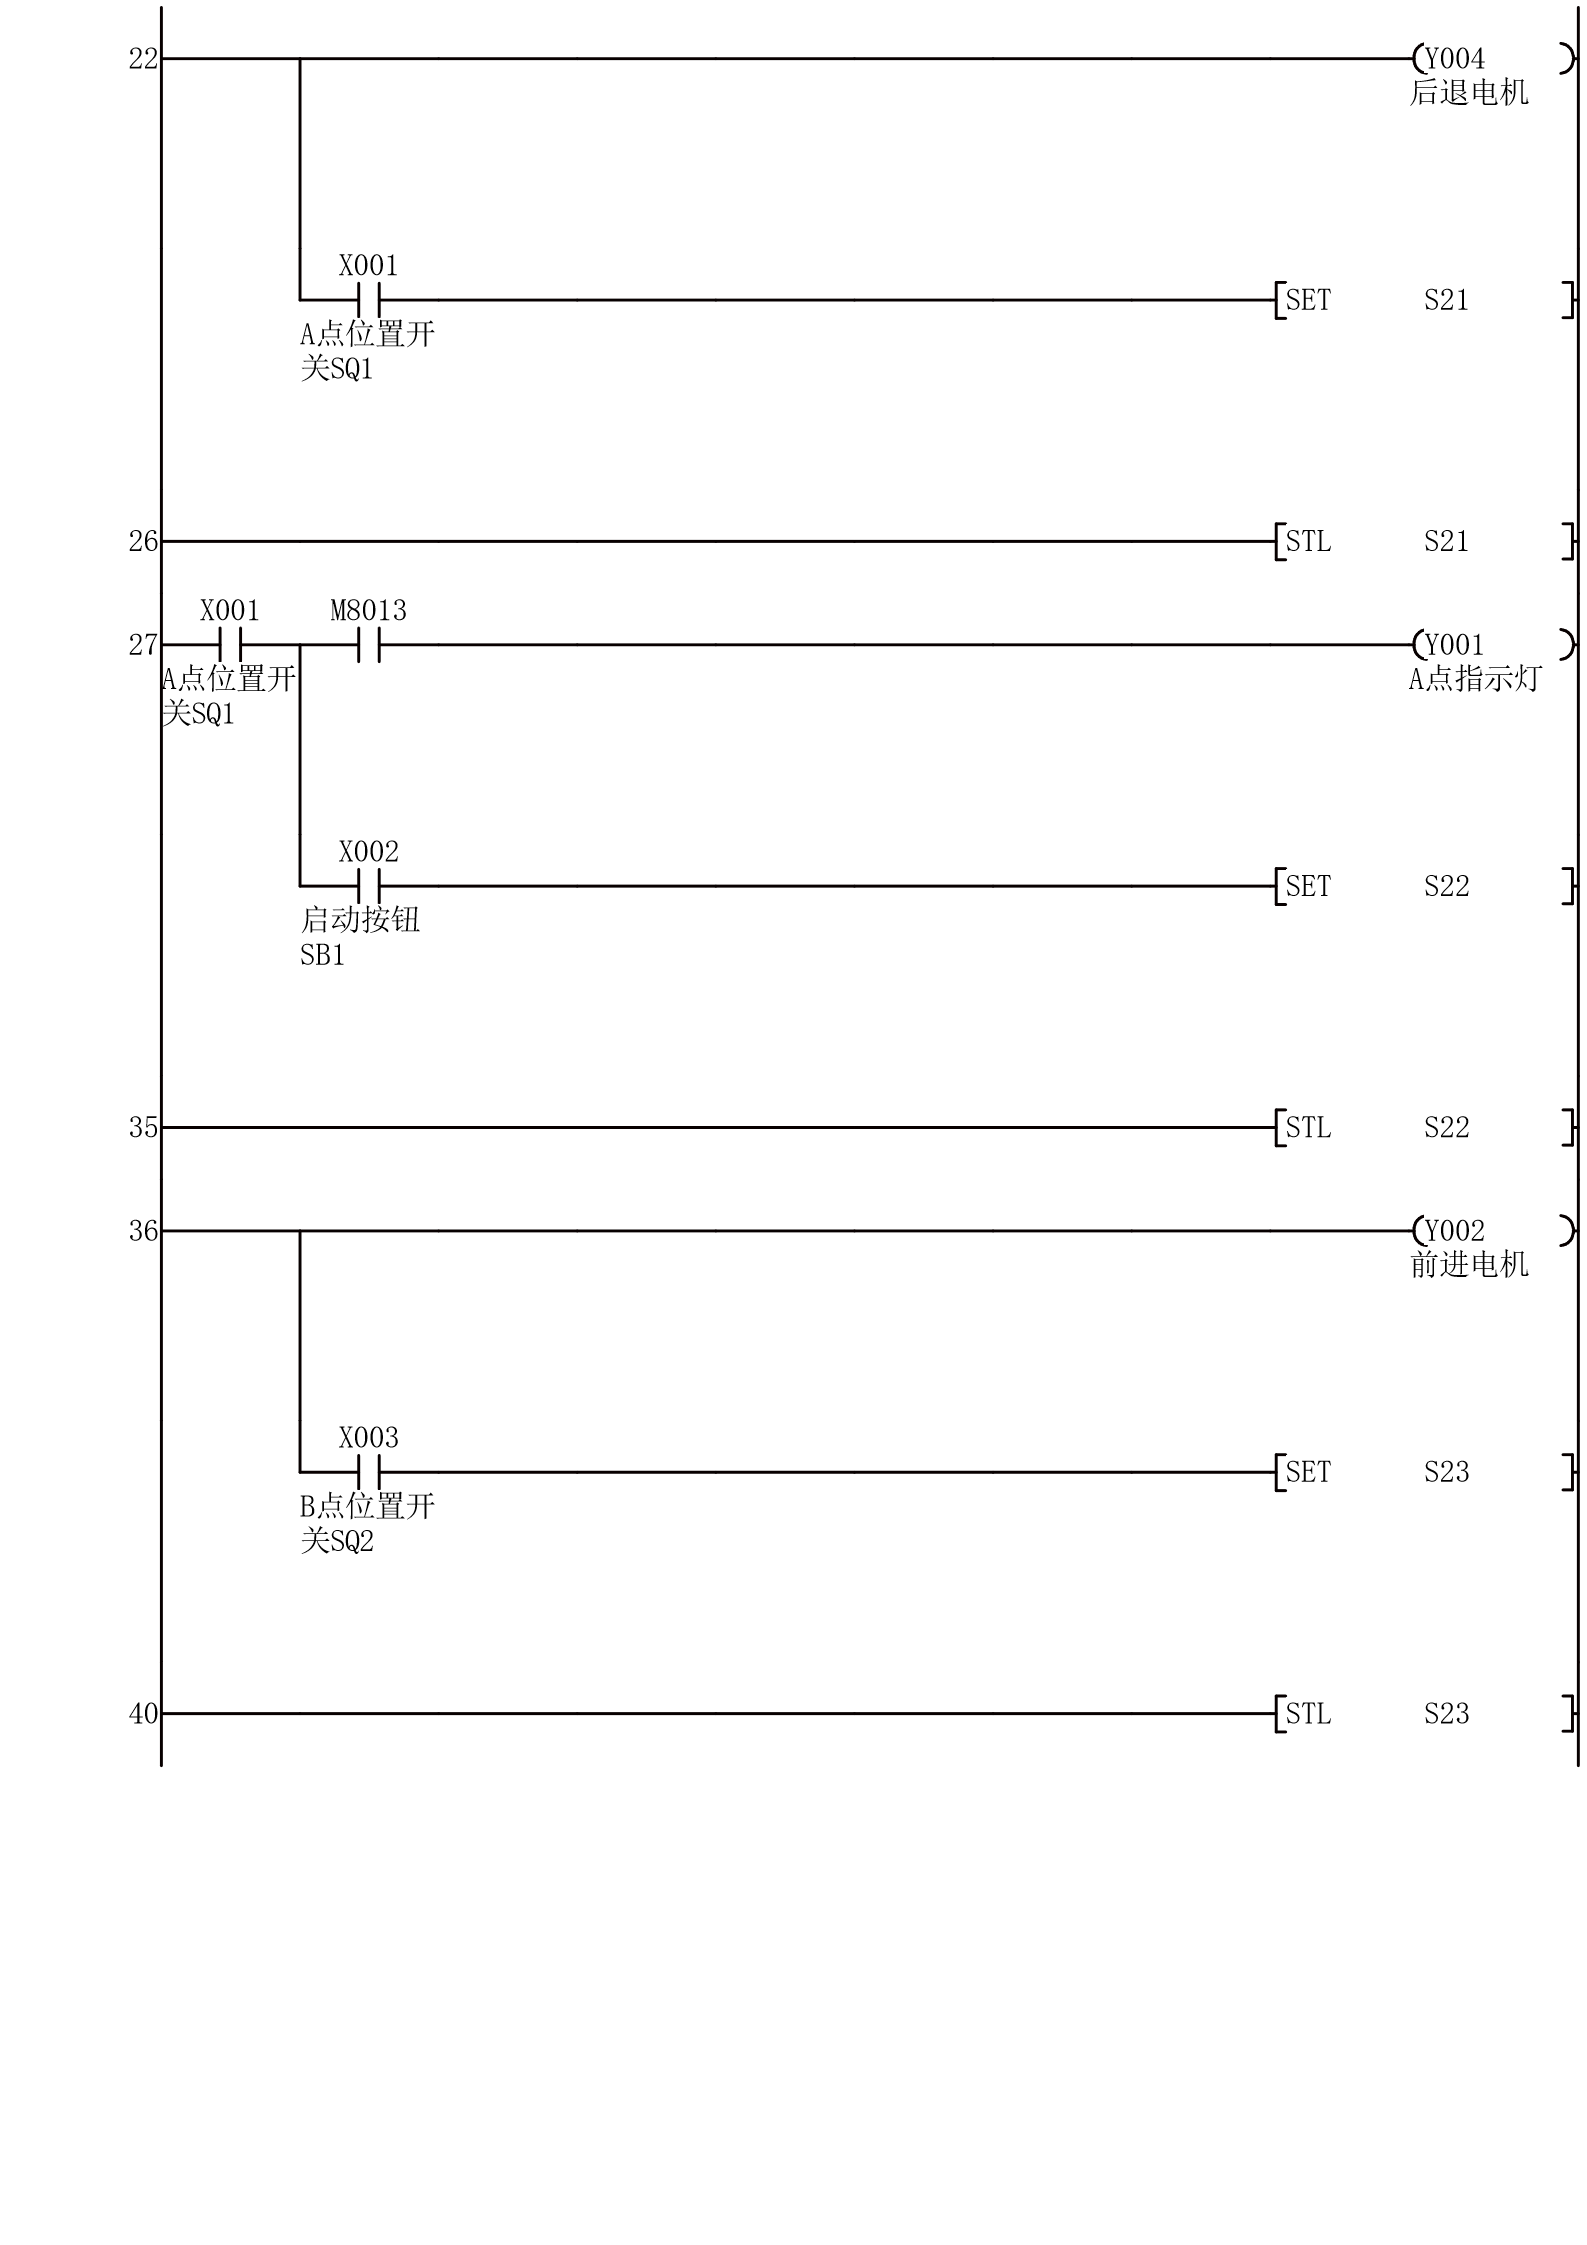 22 Y004
后退电机
X001
SET S21
A点位置开
关SQ1
26 STL S21
X001 M8013
27 Y001
A点位置开 A点指示灯
关SQ1
X002
SET S22
启动按钮
SB1
35 STL S22
36 Y002
前进电机
X003
SET S23
B点位置开
关SQ2
40 STL S23